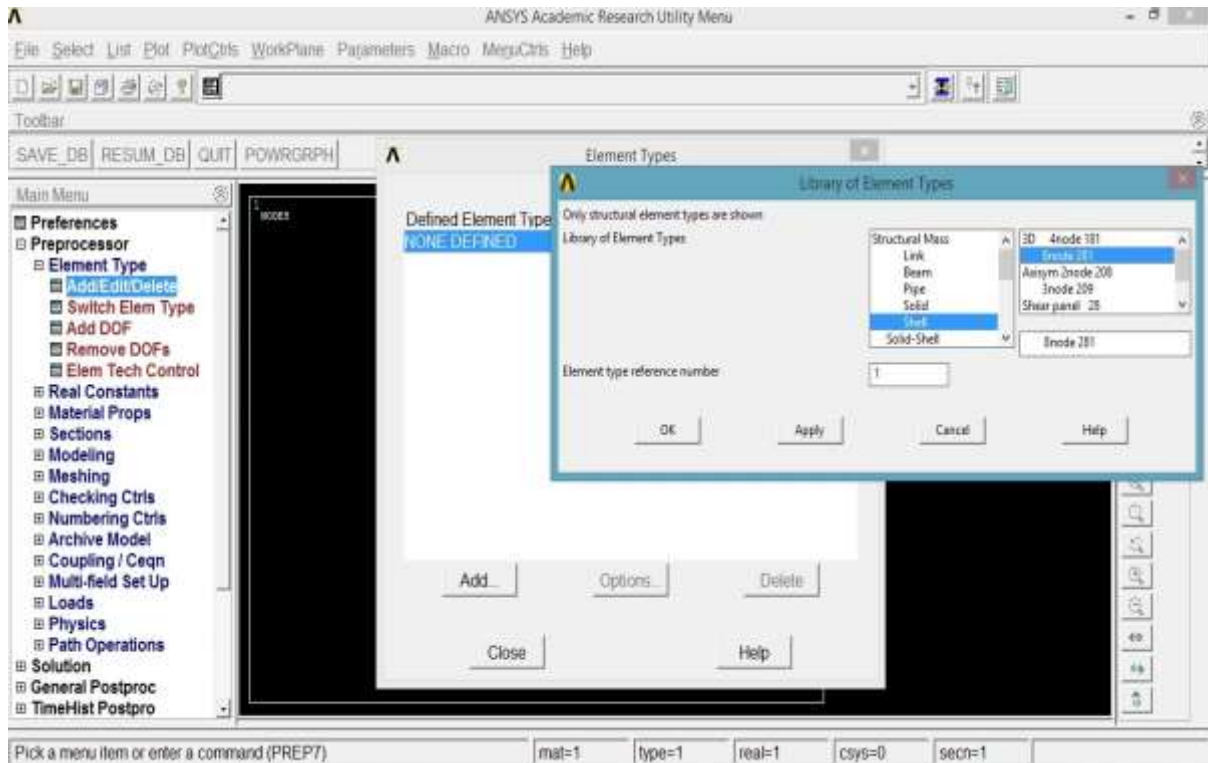 ANSYS Academic Research Utility Menu
File Select List Plot PlotCtrls WorkPlane Parameters Macro MenuCtrls Help
Toolbar
SAVE_DB RESUM_DB QUIT POWRGRPH
Main Menu
Preferences
Preprocessor
Element Type
Add/Edit/Delete
Switch Elem Type
Add DOF
Remove DOFs
Elem Tech Control
Real Constants
Material Props
Sections
Modeling
Meshing
Checking Ctrls
Numbering Ctrls
Archive Model
Coupling / Ceqn
Multi-field Set Up
Loads
Physics
Path Operations
Solution
General Postproc
TimeHist Postpro
1
NODES
Element Types
Defined Element Type
NONE DEFINED
Add... Options... Delete
Close Help
Library of Element Types
Only structural element types are shown
Library of Element Types
Structural Mass
Link
Beam
Pipe
Solid
Shell
Solid-Shell
3D 4node 181
8node 281
Axisym 2node 208
3node 209
Shear panel 28
8node 281
Element type reference number 1
OK Apply Cancel Help
Pick a menu item or enter a command (PREP7) mat=1 type=1 real=1 csys=0 secn=1